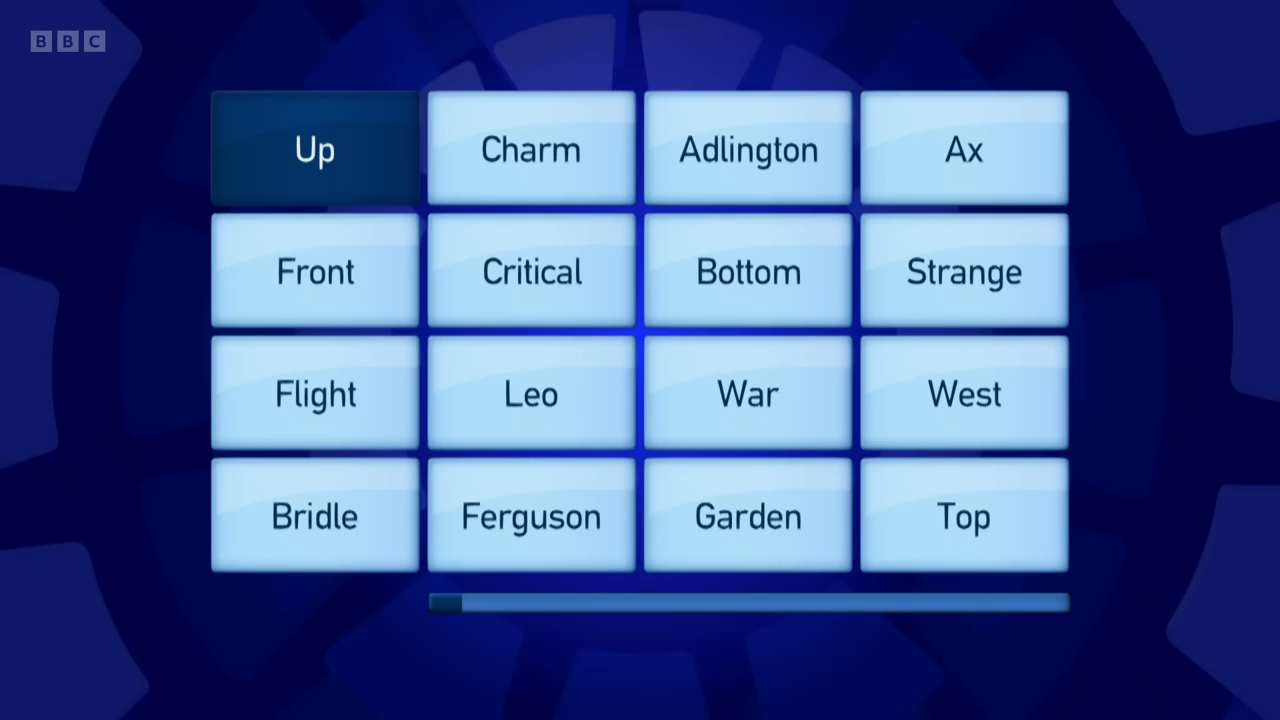 BBC
Up
Charm
Adlington
Ax
Front
Critical
Bottom
Strange
Flight
Leo
War
West
Bridle
Ferguson
Garden
Top